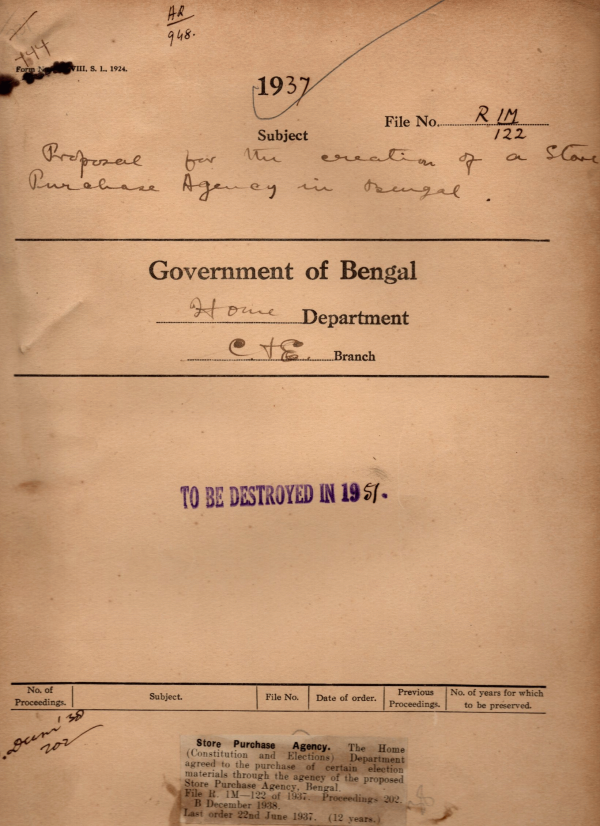 AR
948.
744
Form No. VIII, S. I., 1924.
1937
File No. R 1M
122
Subject
Proposal for the creation of a Store
Purchase Agency in Bengal.
Government of Bengal
Home Department
C. & E. Branch
TO BE DESTROYED IN 1951.
No. of Proceedings. Subject. File No. Date of order. Previous Proceedings. No. of years for which to be preserved.
202
Store Purchase Agency. The Home
(Constitution and Elections) Department
agreed to the purchase of certain election
materials through the agency of the proposed
Store Purchase Agency, Bengal.
File R. 1M—122 of 1937. Proceedings 202.
B December 1938.
Last order 22nd June 1937. (12 years.)